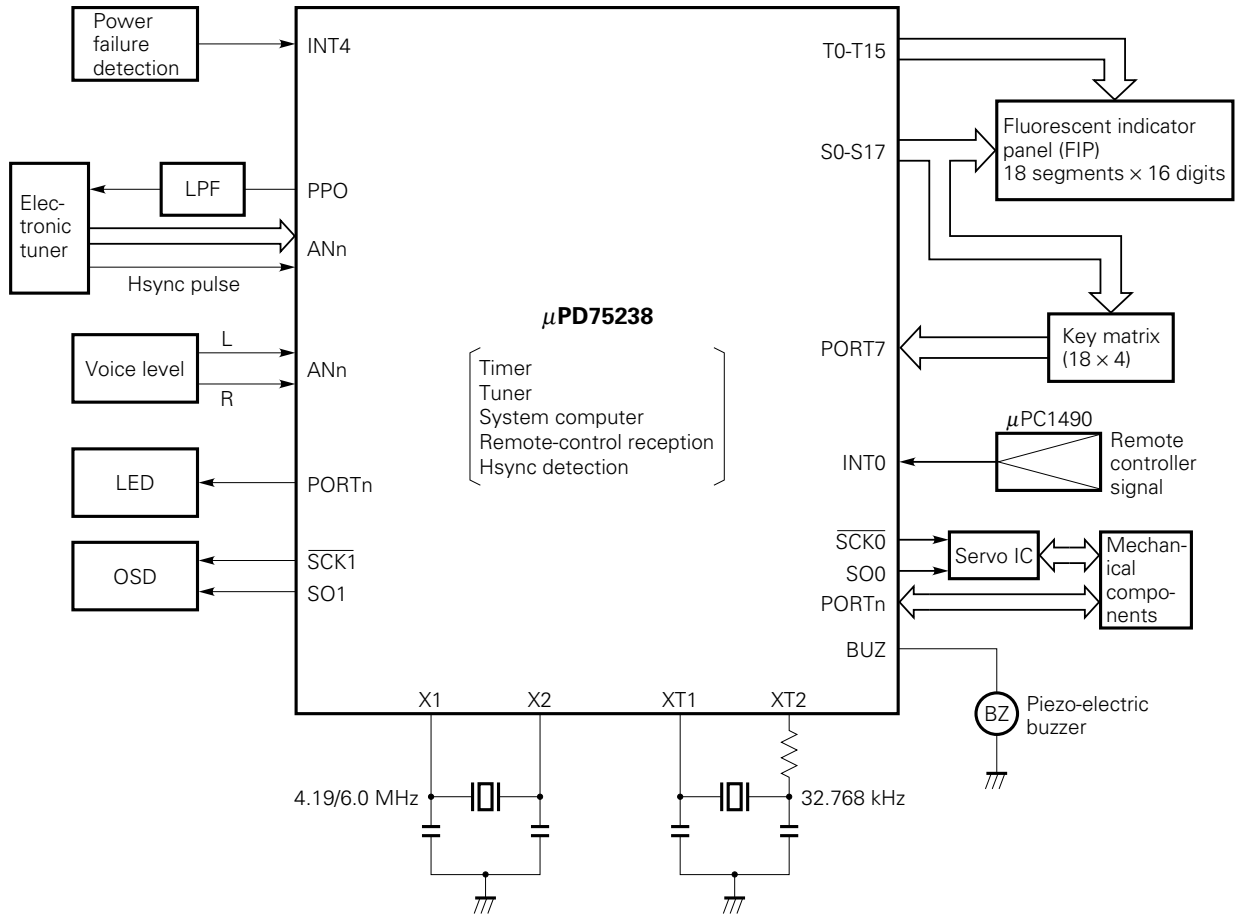 Power
failure
detection
INT4
T0-T15
Fluorescent indicator
panel (FIP)
18 segments × 16 digits
S0-S17
Elec-
tronic
tuner
LPF
PPO
ANn
Hsync pulse
μPD75238
Timer
Tuner
System computer
Remote-control reception
Hsync detection
Voice level
L
R
ANn
PORT7
Key matrix
(18 × 4)
μPC1490
Remote
controller
signal
INT0
LED
PORTn
OSD
SCK1
SO1
SCK0
SO0
PORTn
Servo IC
Mechan-
ical
compo-
nents
BUZ
BZ
Piezo-electric
buzzer
X1
X2
XT1
XT2
4.19/6.0 MHz
32.768 kHz